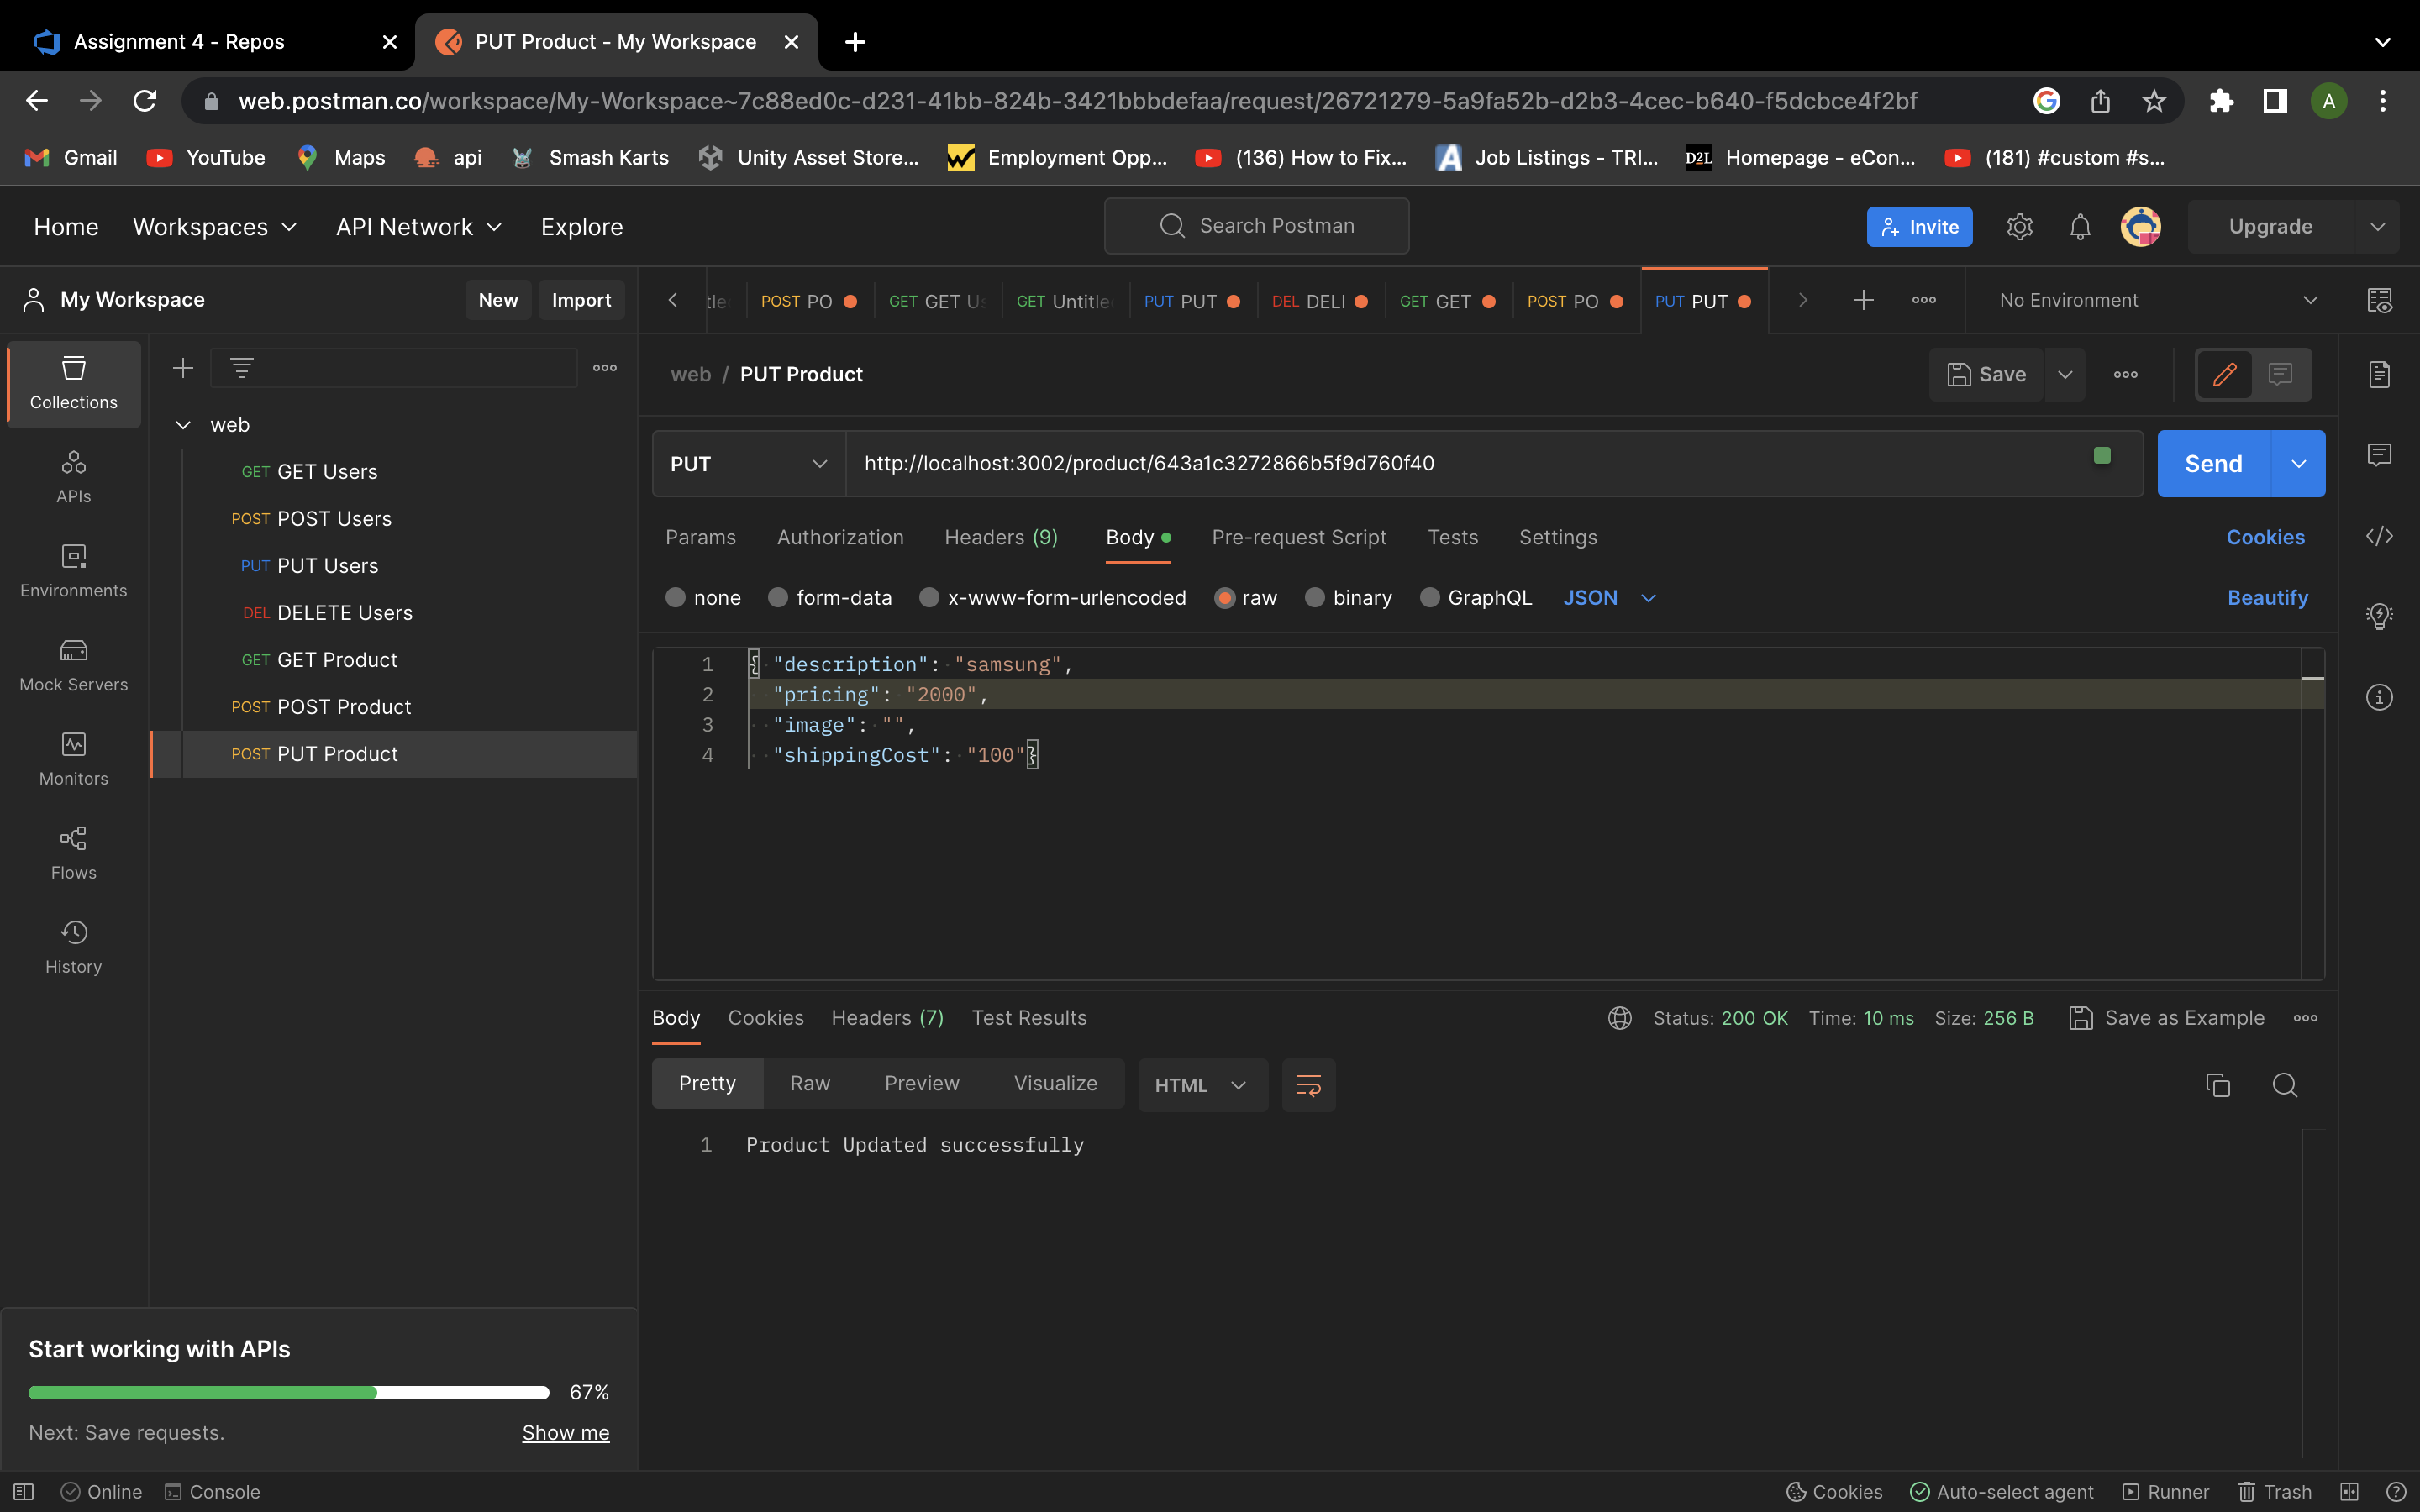 Assignment 4 - Repos
PUT Product - My Workspace
web.postman.co/workspace/My-Workspace~7c88ed0c-d231-41bb-824b-3421bbbdefaa/request/26721279-5a9fa52b-d2b3-4cec-b640-f5dcbce4f2bf
A
Gmail YouTube Maps api Smash Karts Unity Asset Store... Employment Opp... (136) How to Fix... Job Listings - TRI... D2L Homepage - eCon... (181) #custom #s...
Home Workspaces API Network Explore Search Postman Invite Upgrade
My Workspace New Import
POST PO GET GET Us GET Untitle PUT PUT DEL DELI GET GET POST PO PUT PUT No Environment
Collections
APIs
Environments
Mock Servers
Monitors
Flows
History
web
GET GET Users
POST POST Users
PUT PUT Users
DEL DELETE Users
GET GET Product
POST POST Product
POST PUT Product
web / PUT Product Save
PUT http://localhost:3002/product/643a1c3272866b5f9d760f40 Send
Params Authorization Headers (9) Body Pre-request Script Tests Settings Cookies
none form-data x-www-form-urlencoded raw binary GraphQL JSON Beautify
1 { "description": "samsung",
2 "pricing": "2000",
3 "image": "",
4 "shippingCost": "100"}
Body Cookies Headers (7) Test Results Status: 200 OK Time: 10 ms Size: 256 B Save as Example
Pretty Raw Preview Visualize HTML
1 Product Updated successfully
Start working with APIs
67%
Next: Save requests. Show me
Online Console Cookies Auto-select agent Runner Trash